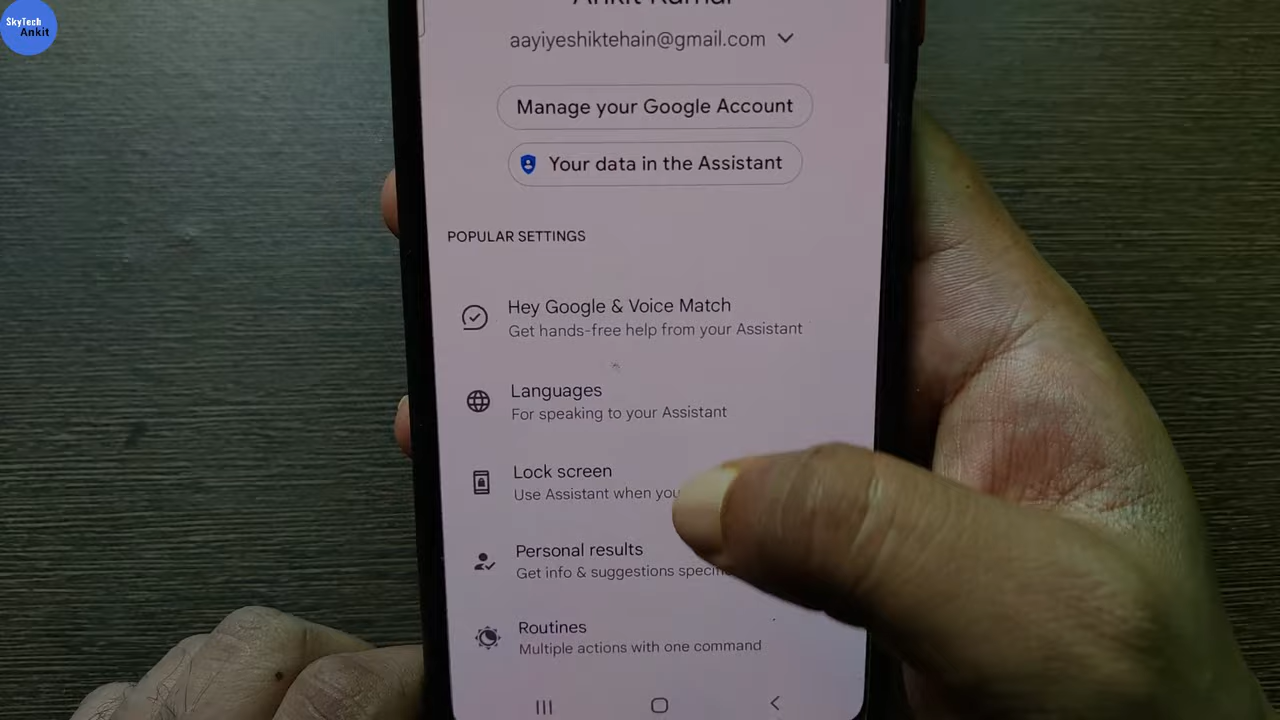 SkyTech
Ankit
Ankit Kumar
aayiyeshiktehain@gmail.com
Manage your Google Account
Your data in the Assistant
POPULAR SETTINGS
Hey Google & Voice Match
Get hands-free help from your Assistant
Languages
For speaking to your Assistant
Lock screen
Use Assistant when you
Personal results
Get info & suggestions
Routines
Multiple actions with one command